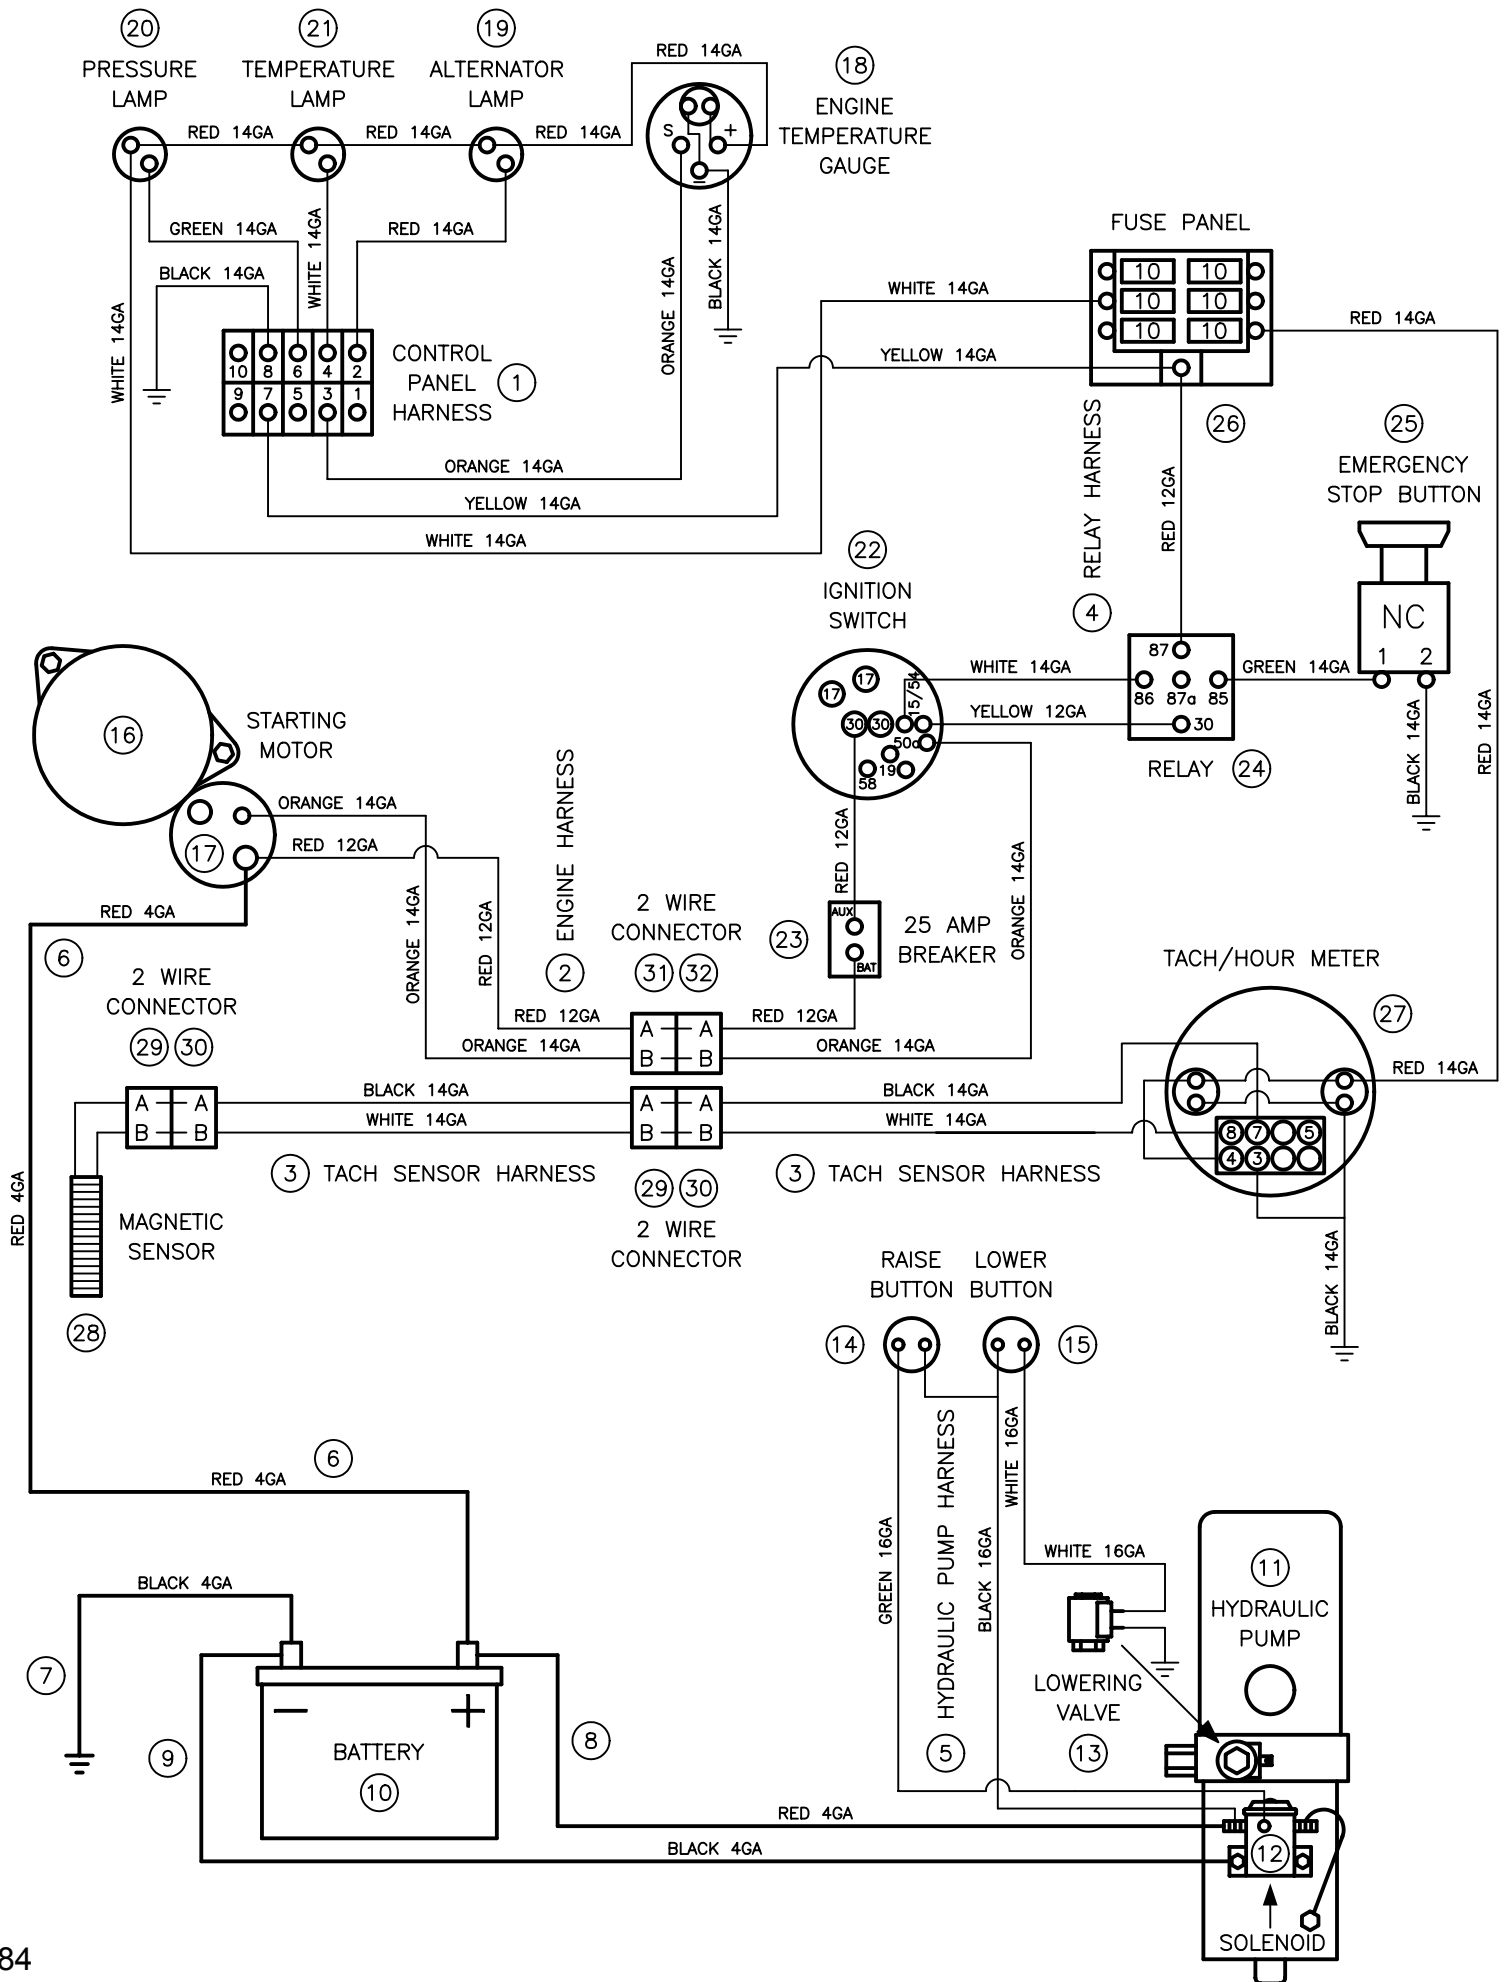 20
21
19
18
PRESSURE
LAMP
TEMPERATURE
LAMP
ALTERNATOR
LAMP
RED 14GA
ENGINE
TEMPERATURE
GAUGE
RED 14GA
RED 14GA
RED 14GA
S
+
−
GREEN 14GA
WHITE 14GA
RED 14GA
BLACK 14GA
WHITE 14GA
ORANGE 14GA
BLACK 14GA
10 8 6 4 2
9 7 5 3 1
CONTROL
PANEL
HARNESS
1
ORANGE 14GA
YELLOW 14GA
WHITE 14GA
FUSE PANEL
10 10
10 10
10 10
WHITE 14GA
YELLOW 14GA
RED 14GA
26
RELAY HARNESS
4
RED 12GA
25
EMERGENCY
STOP BUTTON
NC
1 2
22
IGNITION
SWITCH
17
17
30
30
15/54
50a
19
58
WHITE 14GA
YELLOW 12GA
87
86 87a 85
30
RELAY
24
GREEN 14GA
BLACK 14GA
RED 14GA
16
STARTING
MOTOR
17
ORANGE 14GA
RED 12GA
RED 4GA
6
ORANGE 14GA
RED 12GA
ENGINE HARNESS
2
2 WIRE
CONNECTOR
31 32
RED 12GA
ORANGE 14GA
A A
B B
RED 12GA
ORANGE 14GA
RED 12GA
23
AUX
BAT
25 AMP
BREAKER
ORANGE 14GA
2 WIRE
CONNECTOR
29 30
A A
B B
BLACK 14GA
WHITE 14GA
3
TACH SENSOR HARNESS
A A
B B
29 30
2 WIRE
CONNECTOR
BLACK 14GA
WHITE 14GA
3
TACH SENSOR HARNESS
TACH/HOUR METER
27
RED 14GA
8 7 5
4 3
BLACK 14GA
MAGNETIC
SENSOR
28
RED 4GA
RAISE
BUTTON
LOWER
BUTTON
14
15
GREEN 16GA
HYDRAULIC PUMP HARNESS
5
BLACK 16GA
WHITE 16GA
WHITE 16GA
LOWERING
VALVE
13
11
HYDRAULIC
PUMP
12
SOLENOID
6
RED 4GA
BLACK 4GA
7
9
8
− +
BATTERY
10
RED 4GA
BLACK 4GA
84